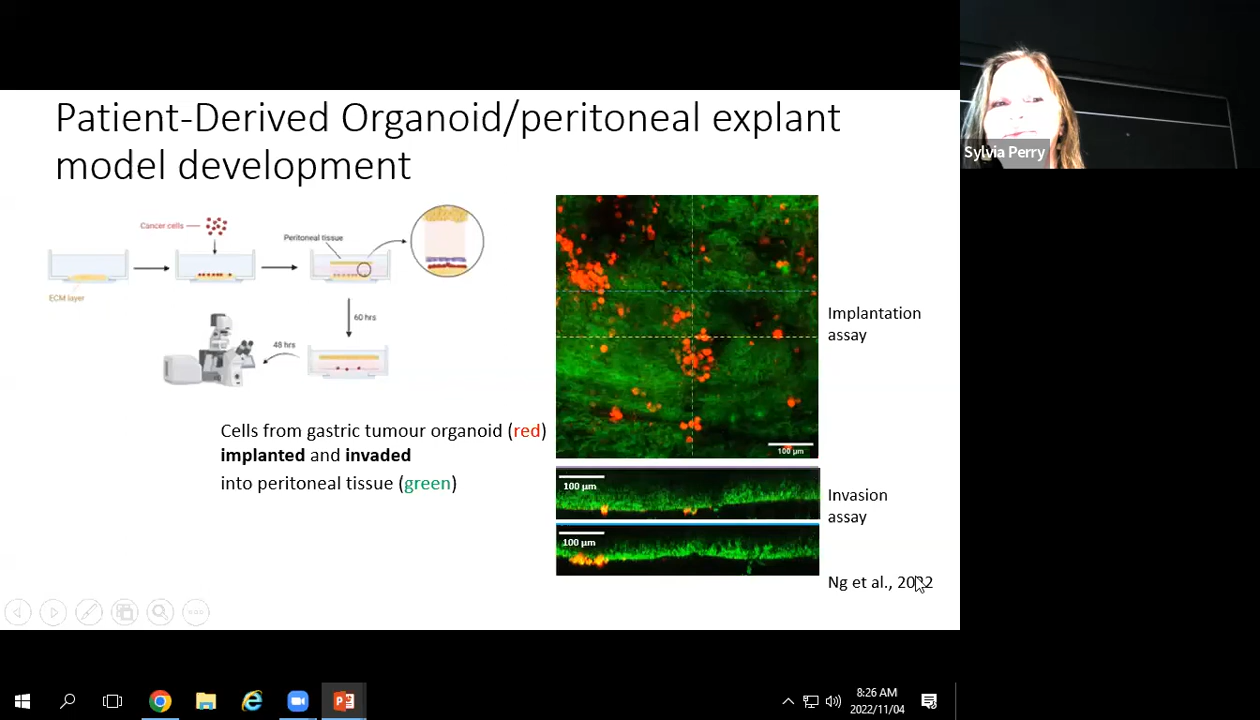 Patient-Derived Organoid/peritoneal explant
model development
Cancer cells
Peritoneal tissue
ECM layer
60 hrs
48 hrs
Cells from gastric tumour organoid (red)
implanted and invaded
into peritoneal tissue (green)
100 µm
Implantation
assay
100 µm
Invasion
assay
100 µm
Ng et al., 2022
Sylvia Perry
8:26 AM
2022/11/04